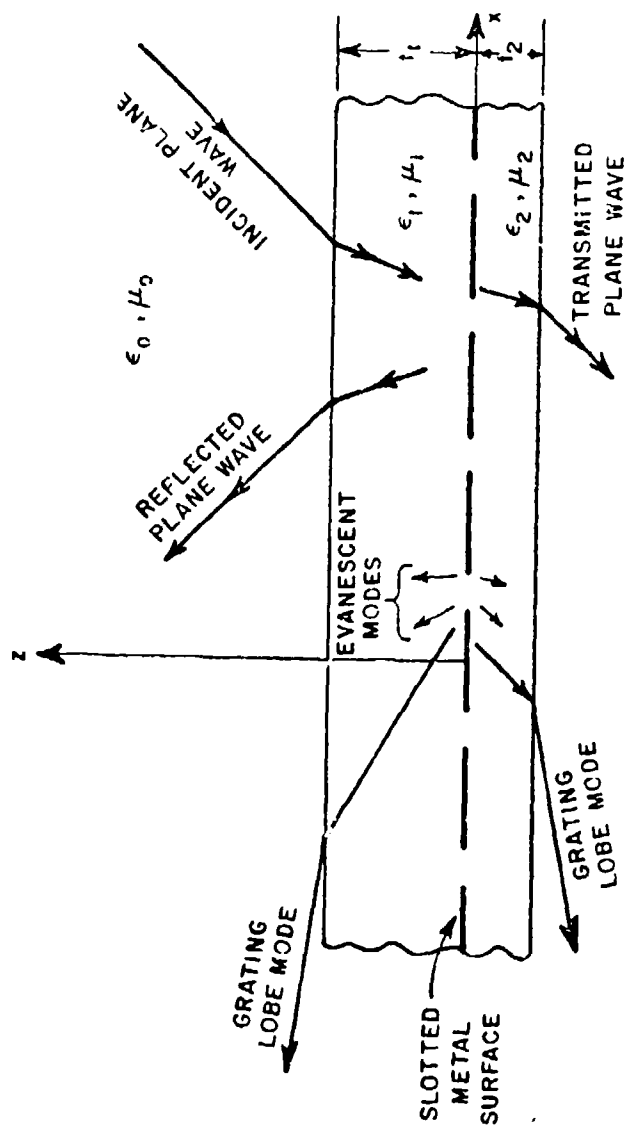 z
ε₀, μ₀
INCIDENT PLANE
WAVE
REFLECTED
PLANE WAVE
GRATING
LOBE MODE
EVANESCENT
MODES
ε₁, μ₁
t₁
x
SLOTTED
METAL
SURFACE
ε₂, μ₂
t₂
GRATING
LOBE MODE
TRANSMITTED
PLANE WAVE